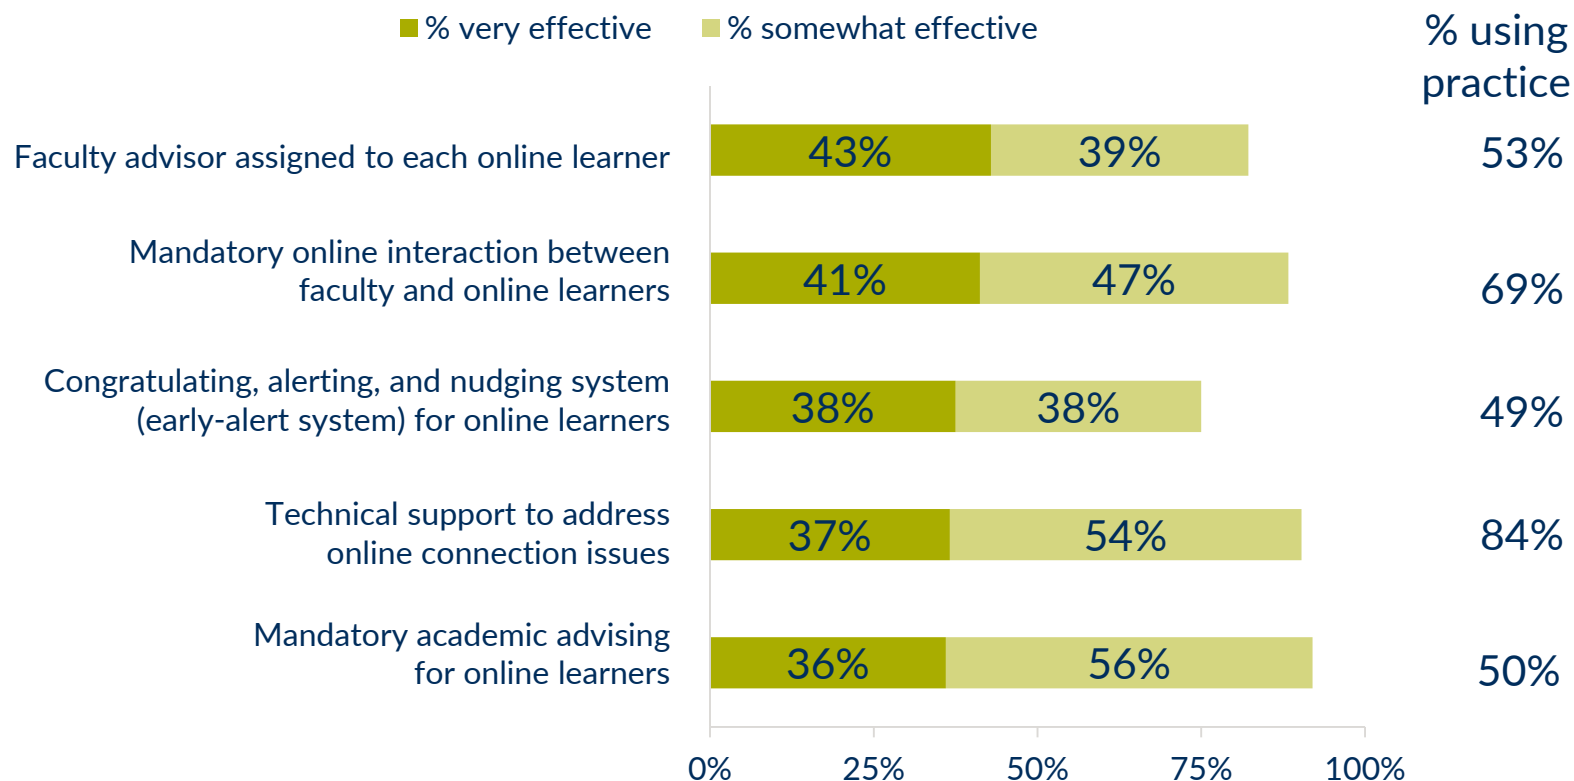 % very effective
% somewhat effective
% using
practice
Faculty advisor assigned to each online learner
43%
39%
53%
Mandatory online interaction between
faculty and online learners
41%
47%
69%
Congratulating, alerting, and nudging system
(early-alert system) for online learners
38%
38%
49%
Technical support to address
online connection issues
37%
54%
84%
Mandatory academic advising
for online learners
36%
56%
50%
0%
25%
50%
75%
100%